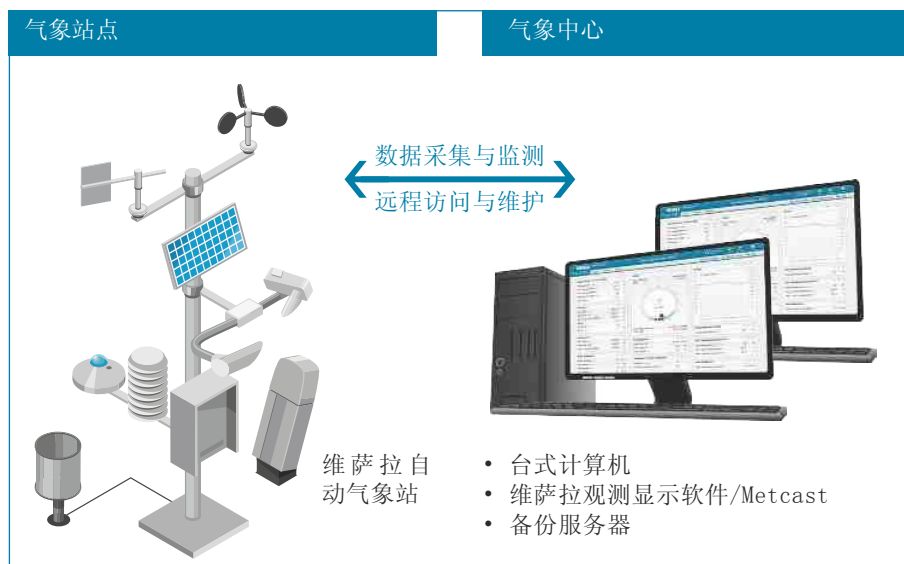 气象站点
气象中心
数据采集与监测
远程访问与维护
维萨拉自
动气象站
• 台式计算机
• 维萨拉观测显示软件/Metcast
• 备份服务器